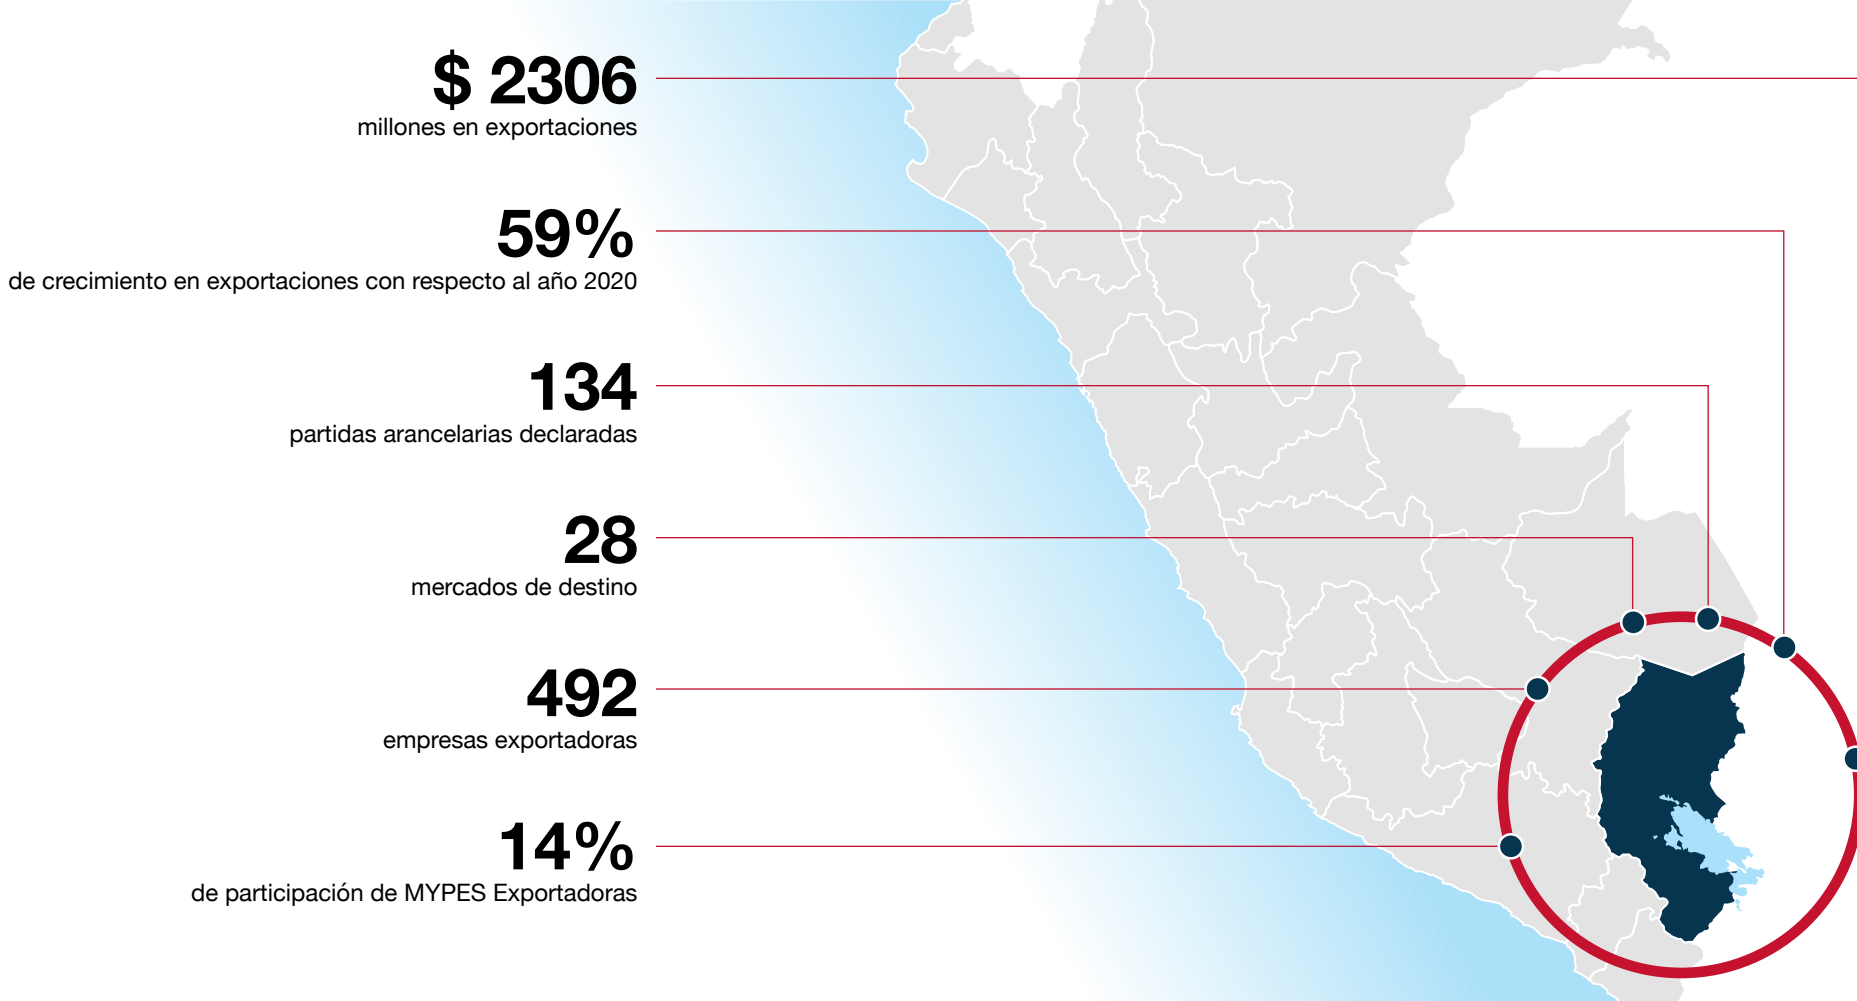 $ 2306
millones en exportaciones
59%
de crecimiento en exportaciones con respecto al año 2020
134
partidas arancelarias declaradas
28
mercados de destino
492
empresas exportadoras
14%
de participación de MYPES Exportadoras